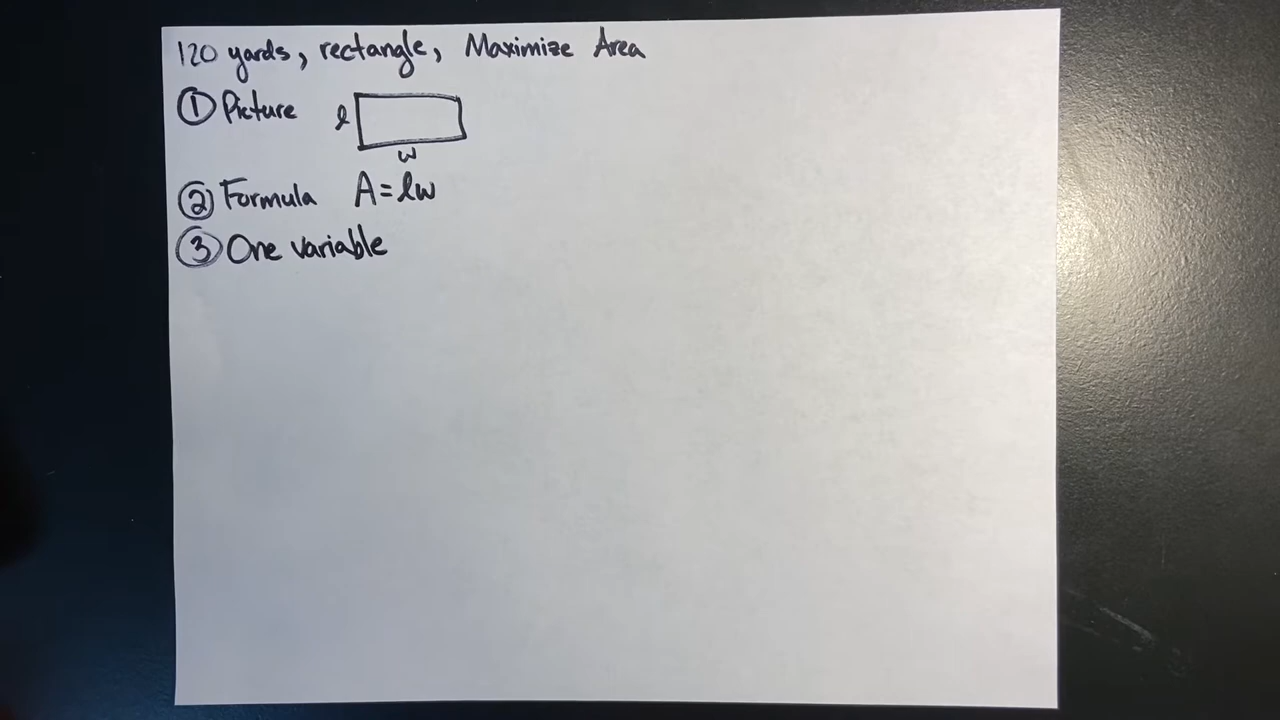 120 yards, rectangle, Maximize Area
① Picture l
w
② Formula A = lw
③ One variable